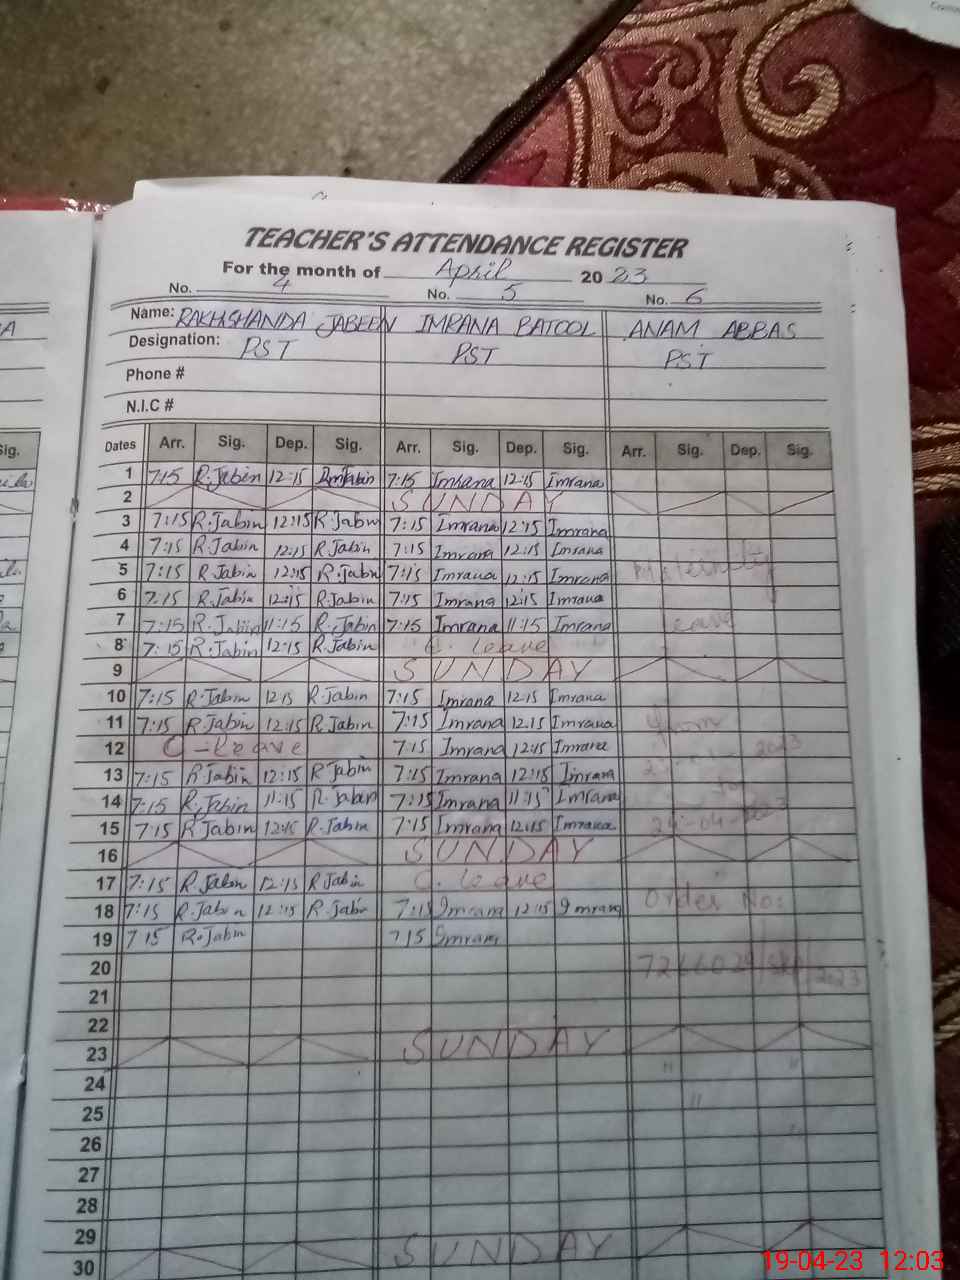 TEACHER'S ATTENDANCE REGISTER
For the month of April 2023
No. 4 No. 5 No. 6
Name: RAKHSHANDA JABEEN IMRANA BATOOL ANAM ABBAS
Designation: PST PST PST
Phone #
N.I.C #
Dates Arr. Sig. Dep. Sig. Arr. Sig. Dep. Sig. Arr. Sig. Dep. Sig.
1 7:15 R.Jabin 12:15 7:15 Imrana 12:15 Imrana
2 SUNDAY
3 7:15 R.Jabin 12:15 R.Jabin 7:15 Imrana 12:15 Imrana
4 7:15 R.Jabin 12:15 R.Jabin 7:15 Imrana 12:15 Imrana
5 7:15 R.Jabin 12:15 R.Jabin 7:15 Imrana 12:15 Imrana Maternity
6 7:15 R.Jabin 12:15 R.Jabin 7:15 Imrana 12:15 Imrana
7 7:15 R.Jabin 11:15 R.Jabin 7:15 Imrana 11:15 Imrana Leave
8 7:15 R.Jabin 12:15 R.Jabin C. leave
9 SUNDAY
10 7:15 R.Jabin 12:15 R.Jabin 7:15 Imrana 12:15 Imrana
11 7:15 R.Jabin 12:15 R.Jabin 7:15 Imrana 12:15 Imrana from
12 C-Leave 7:15 Imrana 12:15 Imrana 2023
13 7:15 R.Jabin 12:15 R.Jabin 7:15 Imrana 12:15 Imrana
14 7:15 R.Jabin 11:15 R.Jabin 7:15 Imrana 11:15 Imrana
15 7:15 R.Jabin 12:15 R.Jabin 7:15 Imrana 12:15 Imrana
16 SUNDAY
17 7:15 R.Jabin 12:15 R.Jabin C. leave
18 7:15 R.Jabin 12:15 R.Jabin 7:15 Imrana 12:15 Imrana Order No:
19 7 15 R.Jabin 7 15 Imrana
20 2023
21
22
23 SUNDAY
24
25
26
27
28
29
30 SUNDAY
19-04-23 12:03